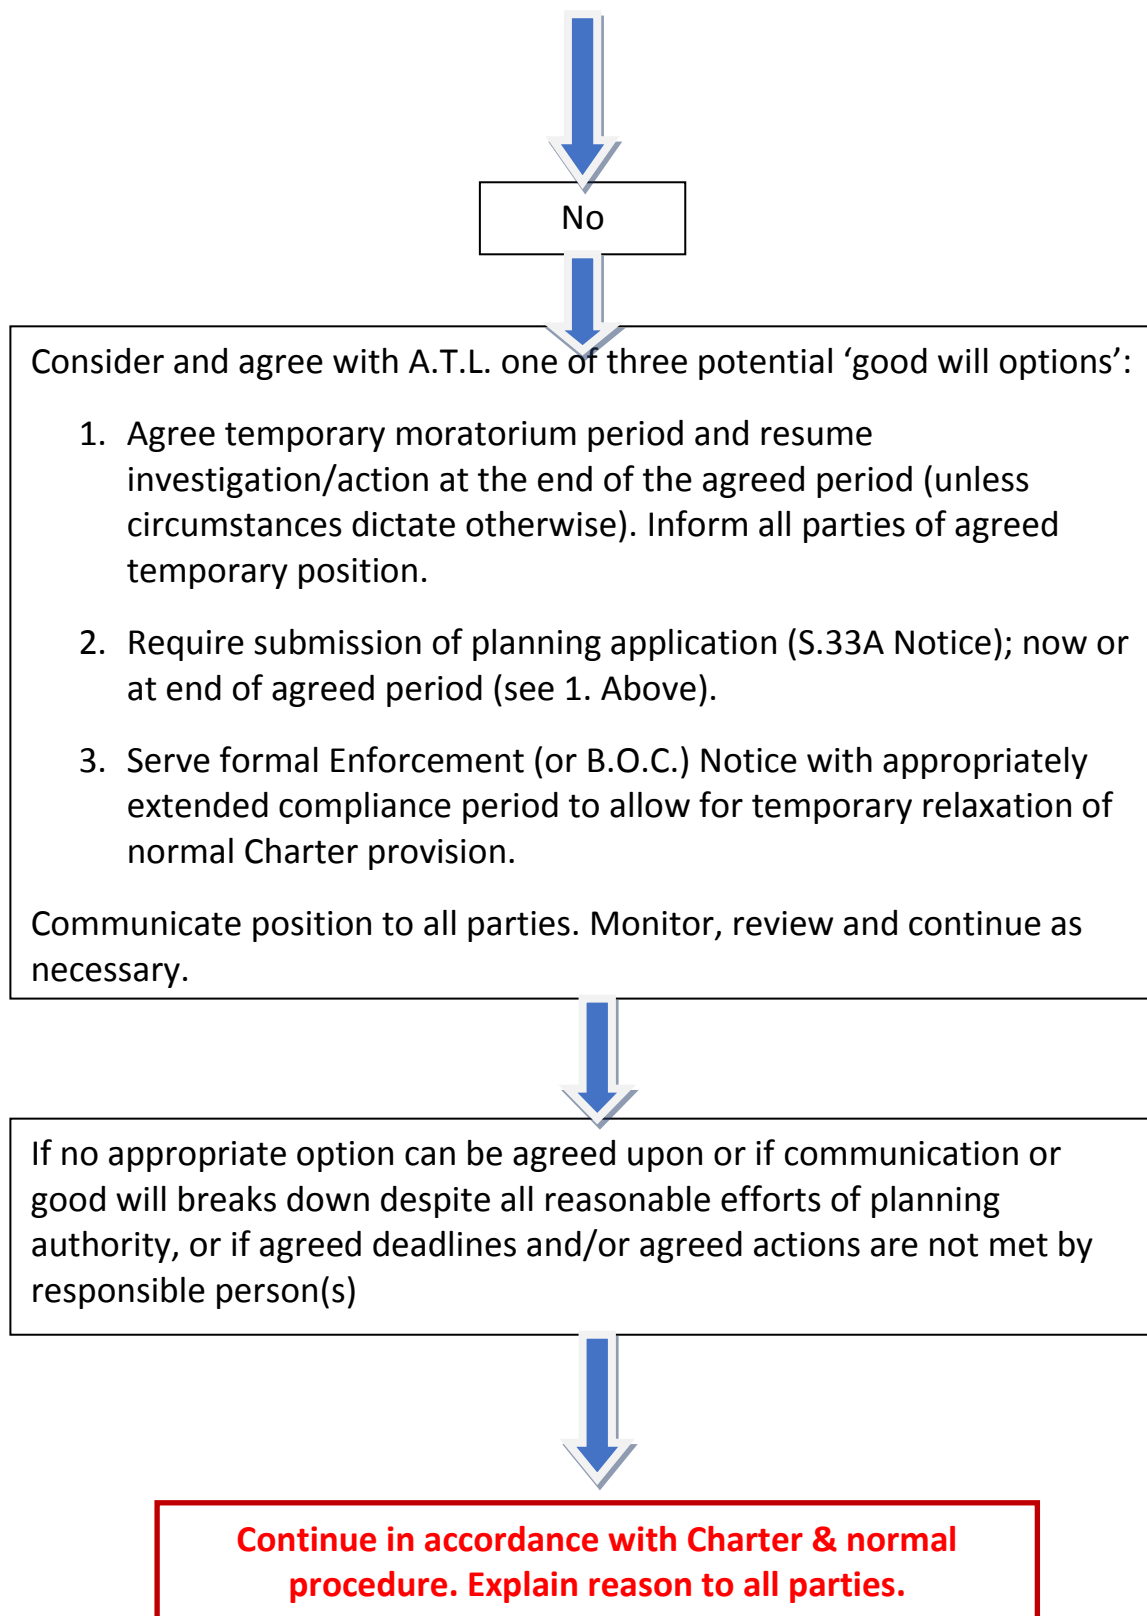 No
Consider and agree with A.T.L. one of three potential ‘good will options’:
1. Agree temporary moratorium period and resume
investigation/action at the end of the agreed period (unless
circumstances dictate otherwise). Inform all parties of agreed
temporary position.
2. Require submission of planning application (S.33A Notice); now or
at end of agreed period (see 1. Above).
3. Serve formal Enforcement (or B.O.C.) Notice with appropriately
extended compliance period to allow for temporary relaxation of
normal Charter provision.
Communicate position to all parties. Monitor, review and continue as
necessary.
If no appropriate option can be agreed upon or if communication or
good will breaks down despite all reasonable efforts of planning
authority, or if agreed deadlines and/or agreed actions are not met by
responsible person(s)
Continue in accordance with Charter & normal
procedure. Explain reason to all parties.